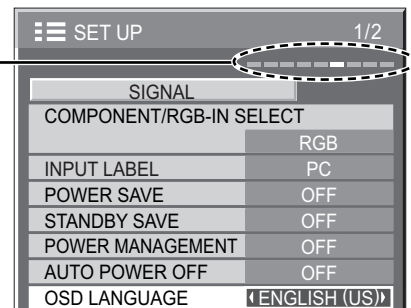 SET UP 1/2
SIGNAL
COMPONENT/RGB-IN SELECT
RGB
INPUT LABEL PC
POWER SAVE OFF
STANDBY SAVE OFF
POWER MANAGEMENT OFF
AUTO POWER OFF OFF
OSD LANGUAGE ENGLISH (US)